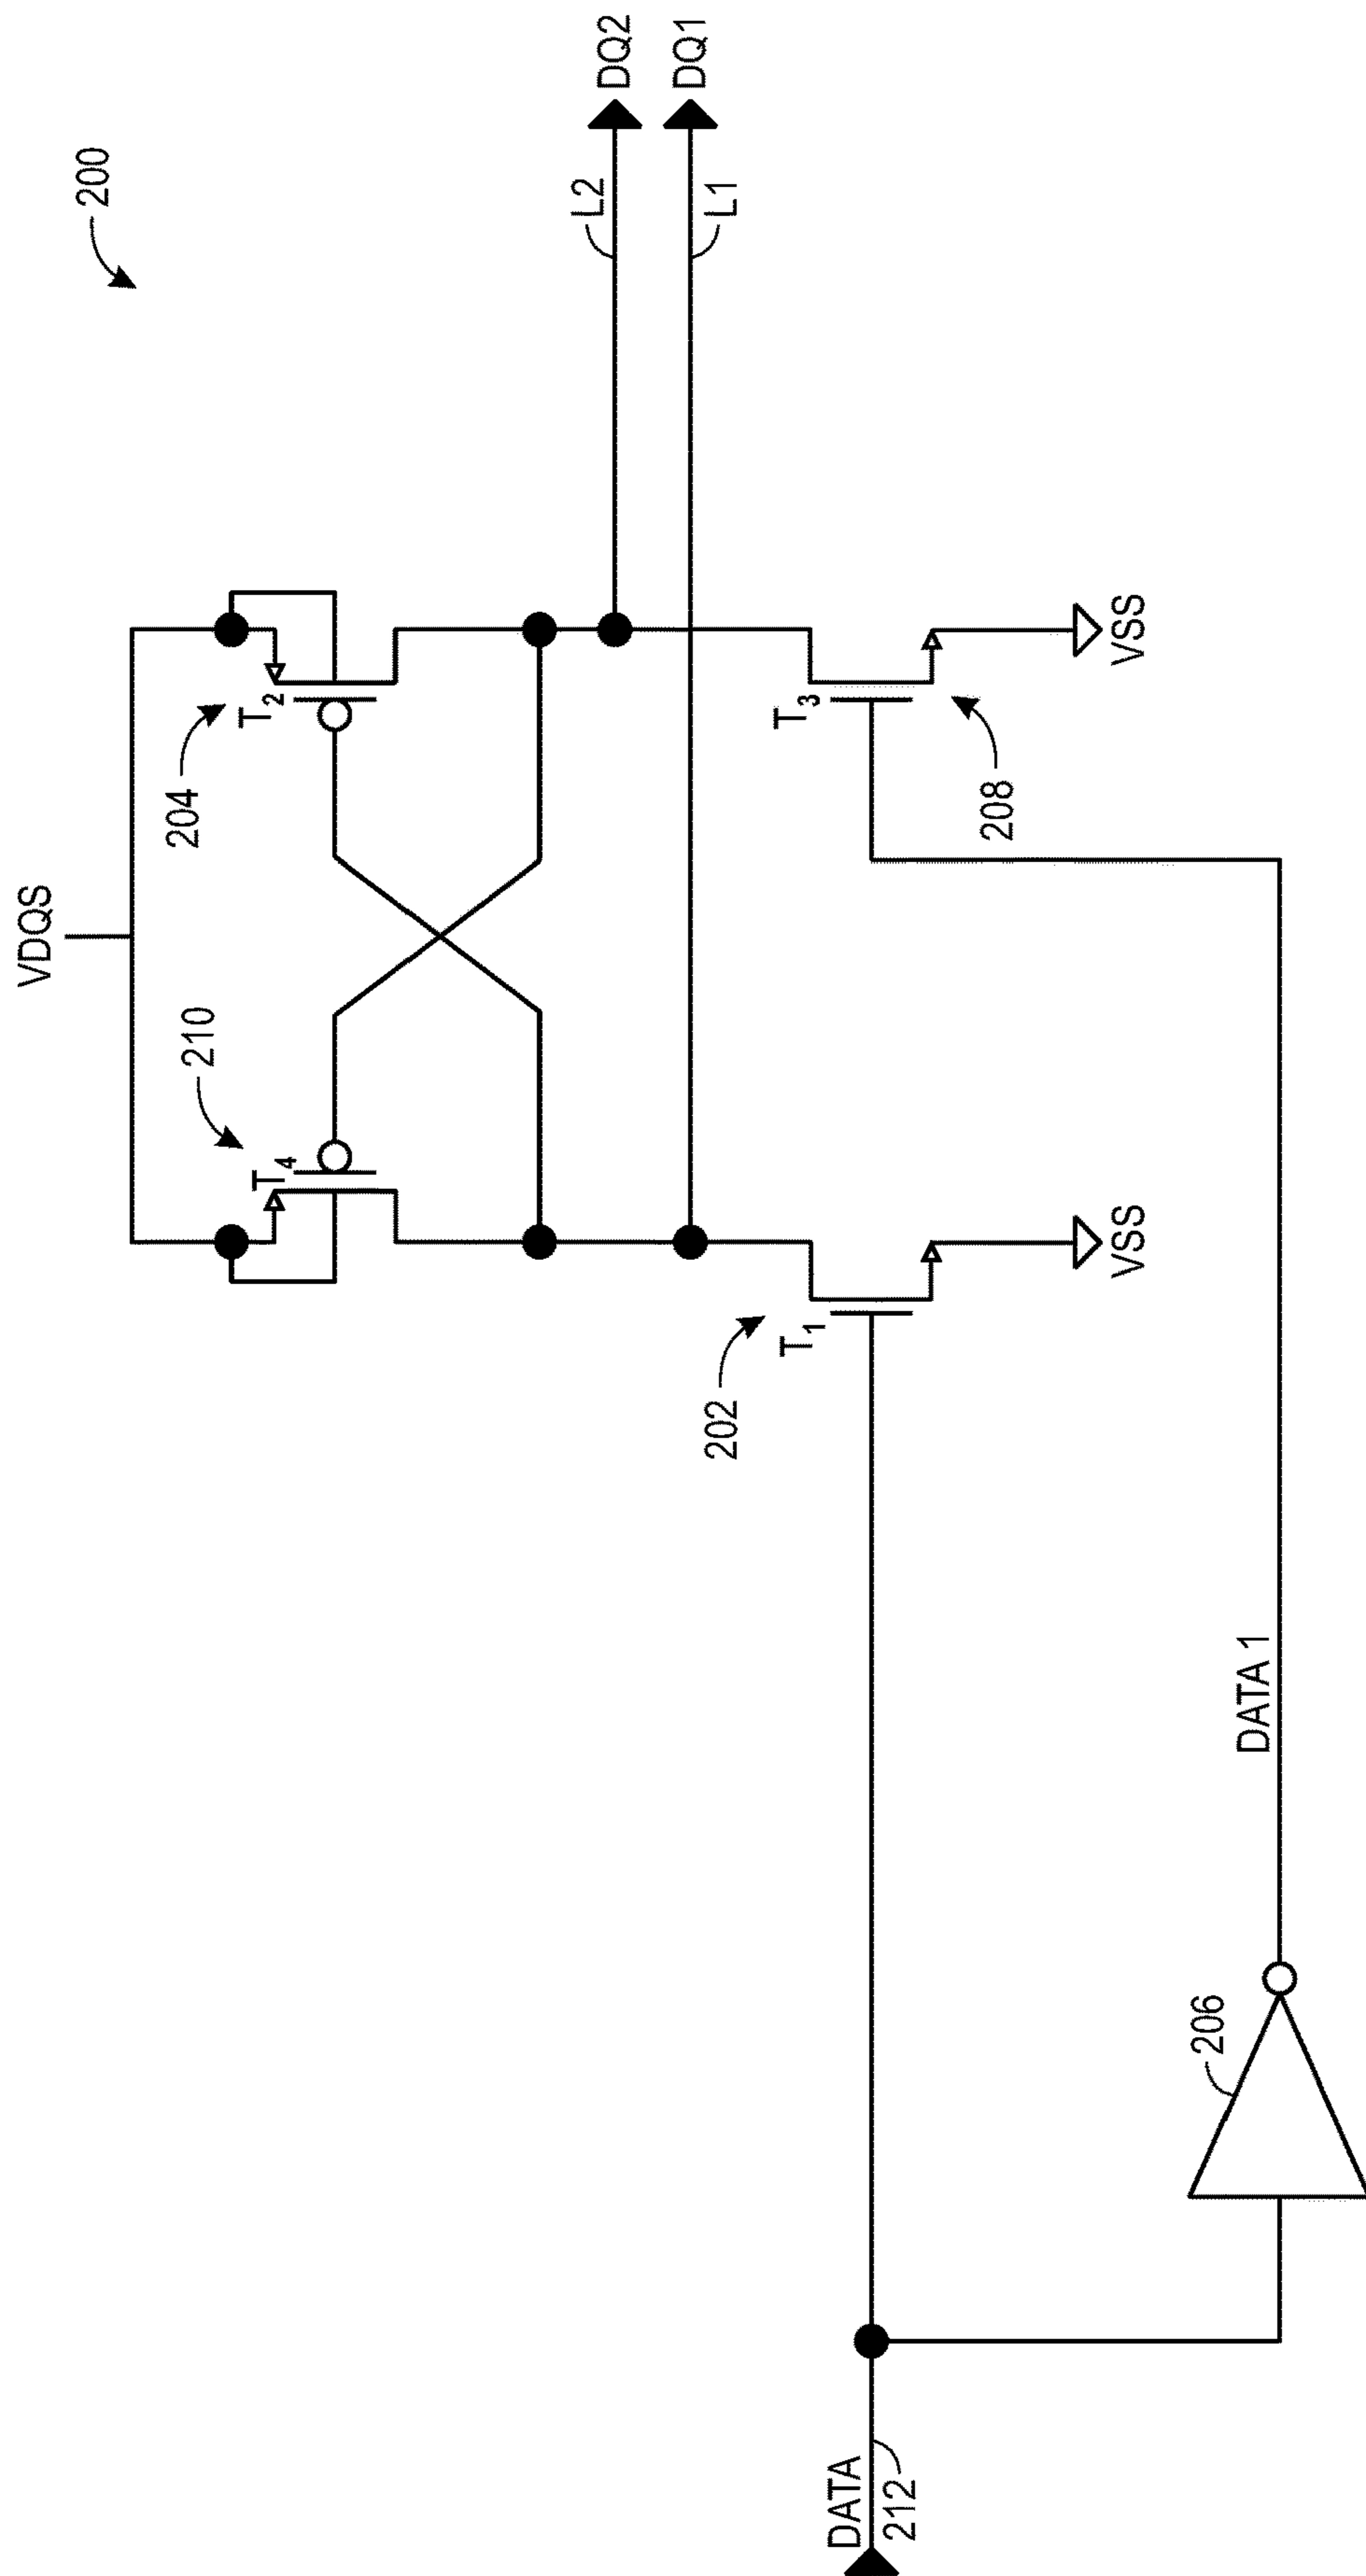 200
VDQS
210
T4
204
T2
L2
DQ2
L1
DQ1
202
T1
T3
208
VSS
VSS
DATA
212
206
DATA 1